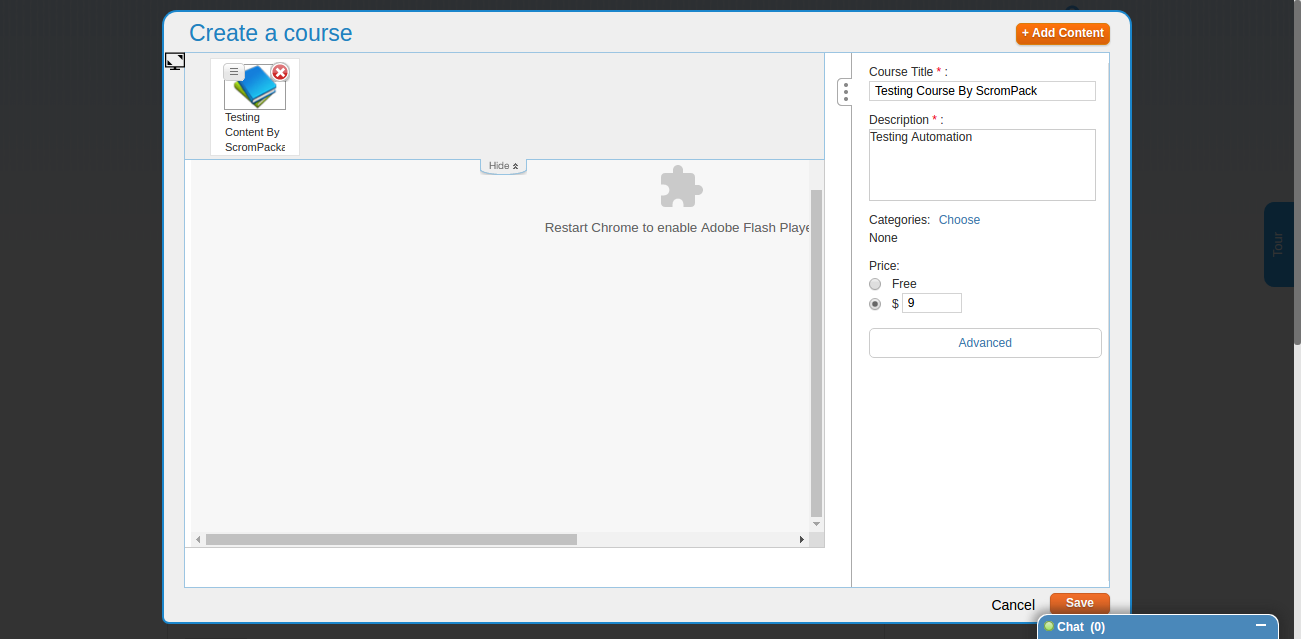 Create a course
+ Add Content
Testing
Content By
ScromPacka
Hide
Restart Chrome to enable Adobe Flash Playe
Course Title * :
Testing Course By ScromPack
Description * :
Testing Automation
Categories: Choose
None
Price:
Free
$ 9
Advanced
Tour
Cancel
Save
Chat (0)